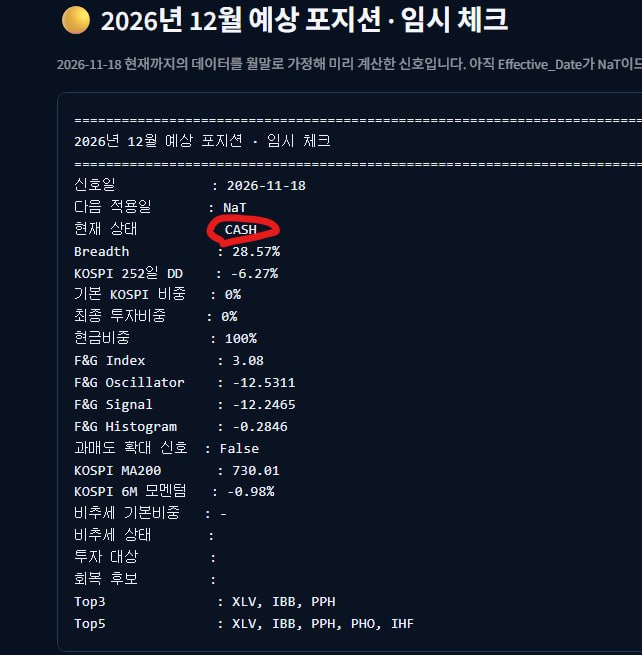 2026년 12월 예상 포지션 · 임시 체크
2026-11-18 현재까지의 데이터를 월말로 가정해 미리 계산한 신호입니다. 아직 Effective_Date가 NaT이드
================================================================
2026년 12월 예상 포지션 · 임시 체크
================================================================
신호일 : 2026-11-18
다음 적용일 : NaT
현재 상태 : CASH
Breadth : 28.57%
KOSPI 252일 DD : -6.27%
기본 KOSPI 비중 : 0%
최종 투자비중 : 0%
현금비중 : 100%
F&G Index : 3.08
F&G Oscillator : -12.5311
F&G Signal : -12.2465
F&G Histogram : -0.2846
과매도 확대 신호 : False
KOSPI MA200 : 730.01
KOSPI 6M 모멘텀 : -0.98%
비추세 기본비중 : -
비추세 상태 :
투자 대상 :
회복 후보 :
Top3 : XLV, IBB, PPH
Top5 : XLV, IBB, PPH, PHO, IHF